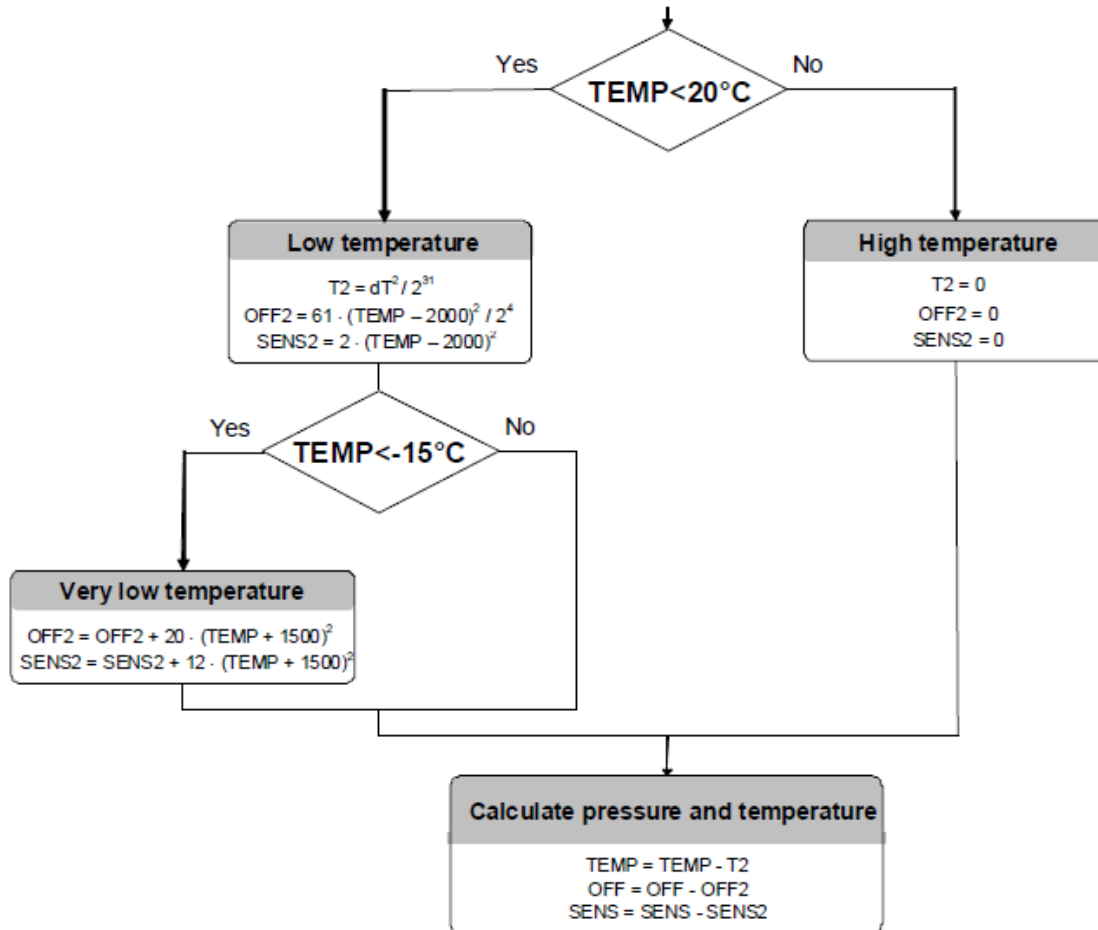 Yes
No
TEMP<20°C
Low temperature
T2 = dT² / 2³¹
OFF2 = 61 · (TEMP – 2000)² / 2⁴
SENS2 = 2 · (TEMP – 2000)²
High temperature
T2 = 0
OFF2 = 0
SENS2 = 0
Yes
No
TEMP<-15°C
Very low temperature
OFF2 = OFF2 + 20 · (TEMP + 1500)²
SENS2 = SENS2 + 12 · (TEMP + 1500)²
Calculate pressure and temperature
TEMP = TEMP - T2
OFF = OFF - OFF2
SENS = SENS - SENS2